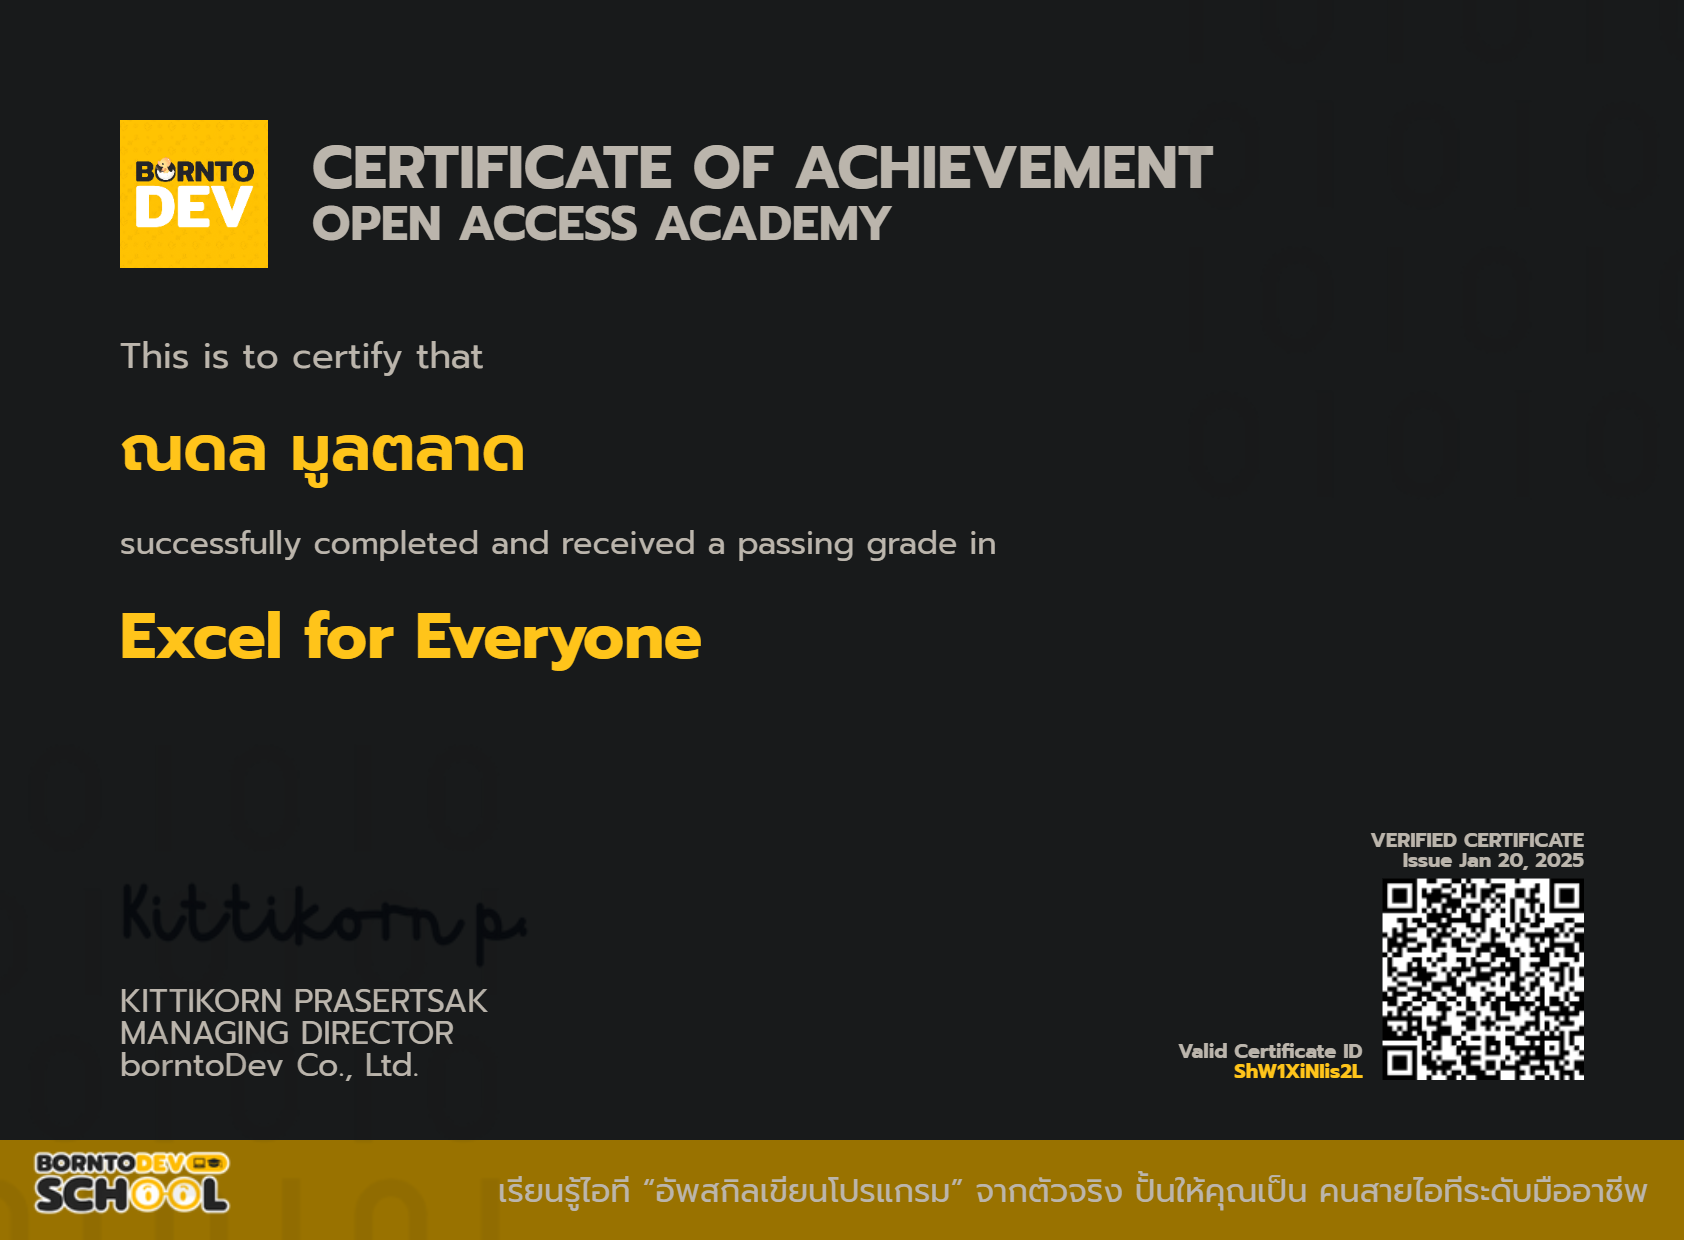 BORNTO
DEV
CERTIFICATE OF ACHIEVEMENT
OPEN ACCESS ACADEMY
This is to certify that
ณดล มูลตลาด
successfully completed and received a passing grade in
Excel for Everyone
VERIFIED CERTIFICATE
Issue Jan 20, 2025
Kittikorn p.
KITTIKORN PRASERTSAK
MANAGING DIRECTOR
borntoDev Co., Ltd.
Valid Certificate ID
ShW1XiNIis2L
BORNTODEV
SCHOOL
เรียนรู้ไอที “อัพสกิลเขียนโปรแกรม” จากตัวจริง ปั้นให้คุณเป็น คนสายไอทีระดับมืออาชีพ